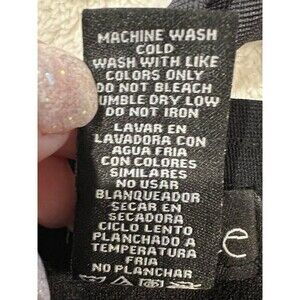 MACHINE WASH
COLD
WASH WITH LIKE
COLORS ONLY
DO NOT BLEACH
UMBLE DRY LOW
DO NOT IRON
LAVAR EN
LAVADORA CON
AGUA FRIA
CON COLORES
SIMILARES
NO USAR
BLANQUEADOR
SECAR EN
SECADORA
CICLO LENTO
PLANCHADO A
TEMPERATURA
FRIA
NO PLANCHAR
e